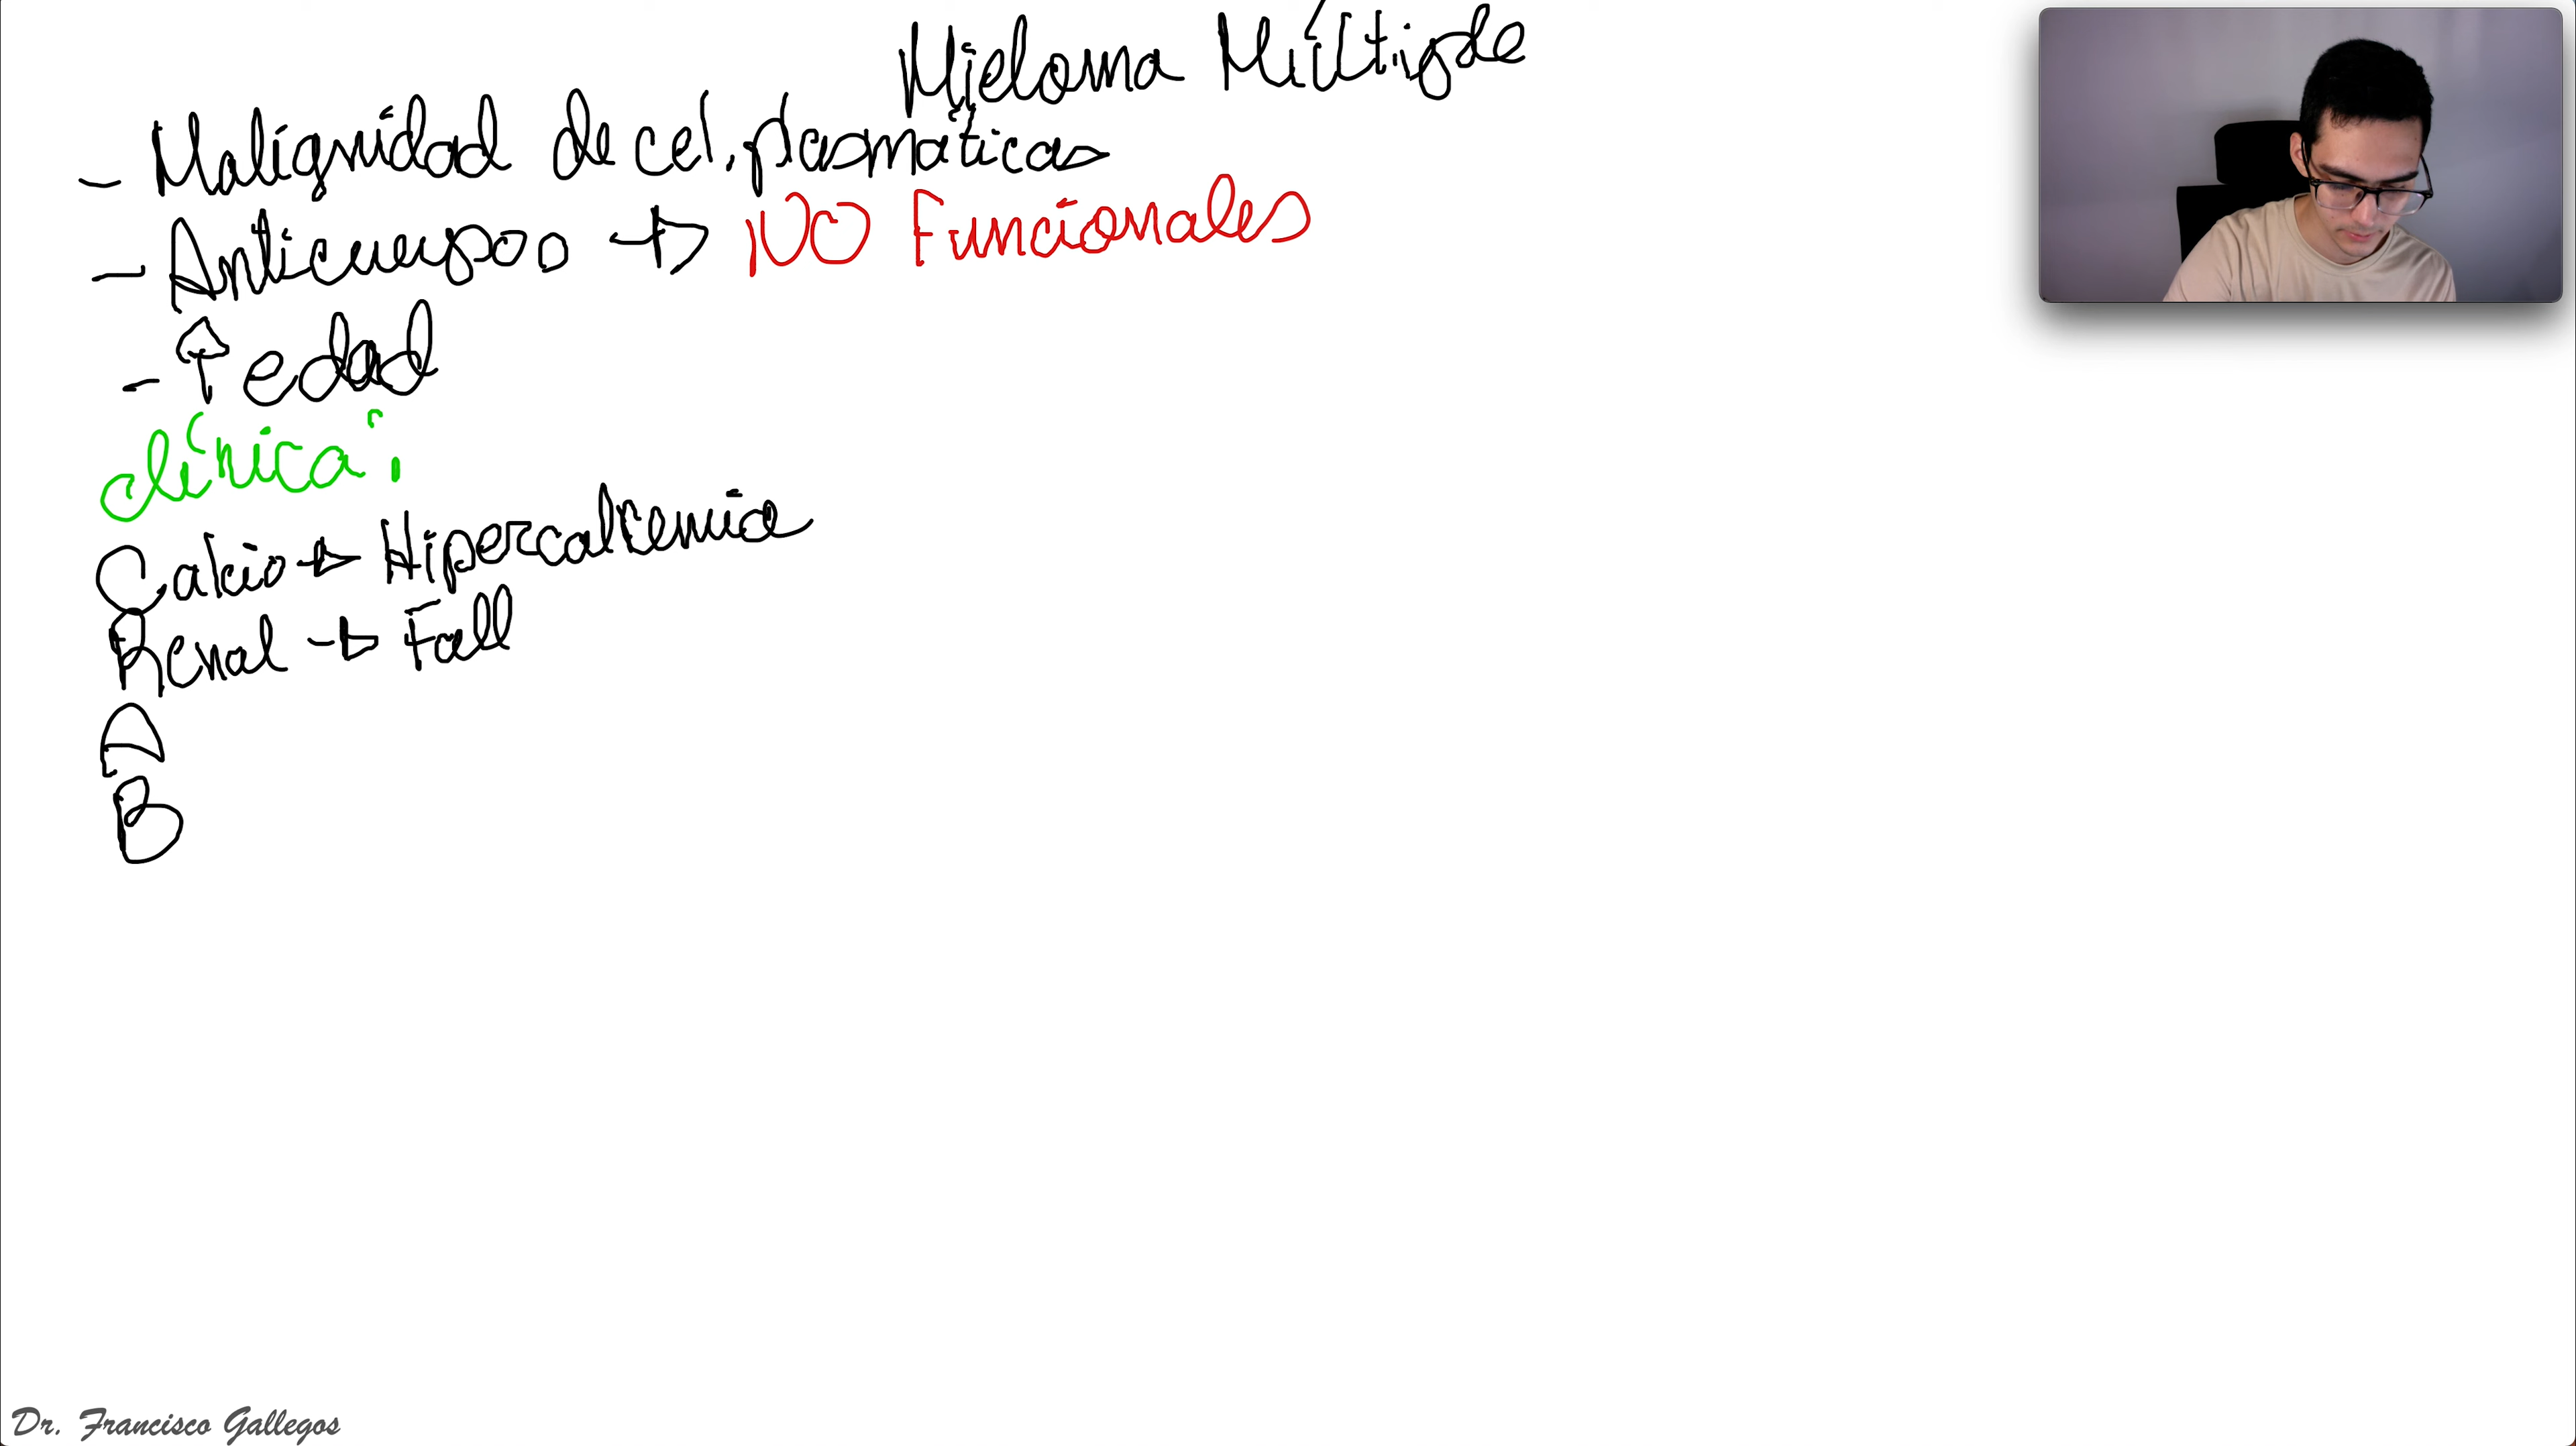 Mieloma Múltiple
- Malignidad de cel. plasmáticas
- Anticuerpos → NO Funcionales
- ↑ edad
clínica:
Calcio → Hipercalcemia
Renal → Fall
A
B
Dr. Francisco Gallegos